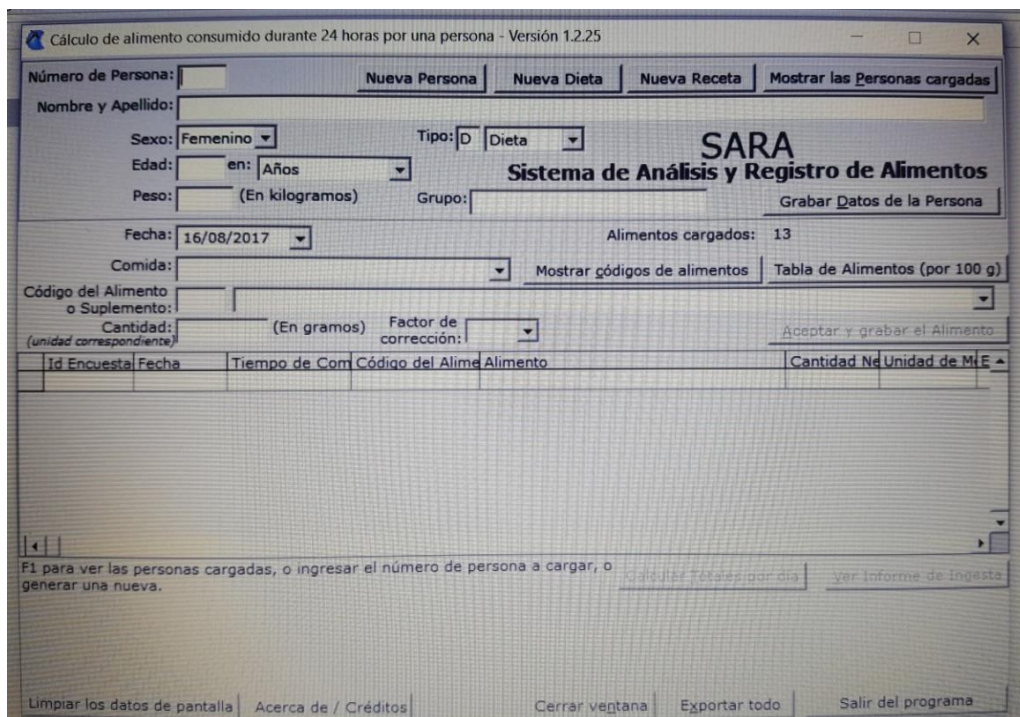 Cálculo de alimento consumido durante 24 horas por una persona - Versión 1.2.25
Número de Persona:
Nueva Persona
Nueva Dieta
Nueva Receta
Mostrar las Personas cargadas
Nombre y Apellido:
Sexo: Femenino
Tipo: D Dieta
SARA
Edad: en: Años
Sistema de Análisis y Registro de Alimentos
Peso: (En kilogramos)
Grupo:
Grabar Datos de la Persona
Fecha: 16/08/2017
Alimentos cargados: 13
Comida:
Mostrar códigos de alimentos
Tabla de Alimentos (por 100 g)
Código del Alimento
o Suplemento:
Cantidad:
(unidad correspondiente)
(En gramos)
Factor de
corrección:
Aceptar y grabar el Alimento
Id Encuesta Fecha Tiempo de Com Código del Alime Alimento Cantidad Ne Unidad de M E
F1 para ver las personas cargadas, o ingresar el número de persona a cargar, o
generar una nueva.
Calcular Totales por día
Ver Informe de Ingesta
Limpiar los datos de pantalla
Acerca de / Créditos
Cerrar ventana
Exportar todo
Salir del programa